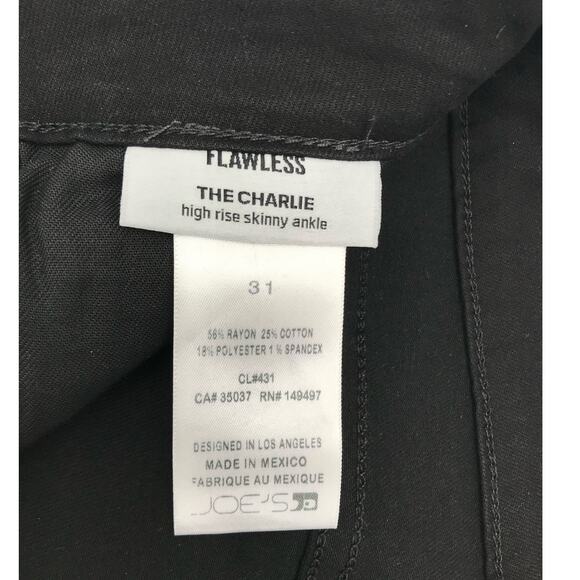 FLAWLESS
THE CHARLIE
high rise skinny ankle
31
56% RAYON 25% COTTON
18% POLYESTER 1% SPANDEX
CL#431
CA# 35037 RN# 149497
DESIGNED IN LOS ANGELES
MADE IN MEXICO
FABRIQUE AU MEXIQUE
JOE'S